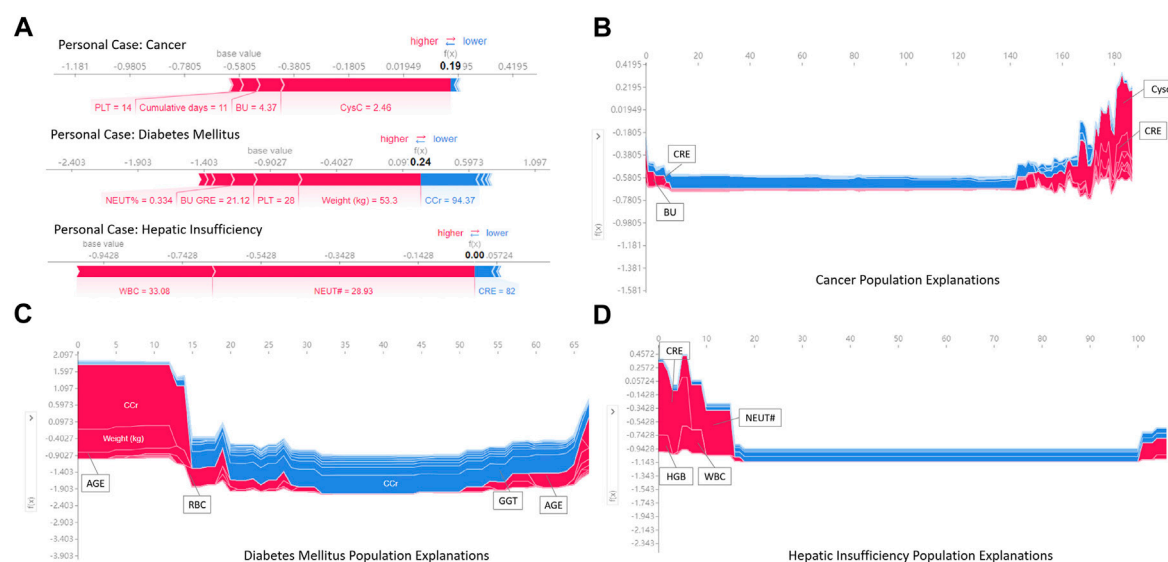 A
Personal Case: Cancer
higher ⇄ lower
base value f(x)
-1.181 -0.9805 -0.7805 -0.5805 -0.3805 -0.1805 0.01949 0.19 0.4195
PLT = 14 Cumulative days = 11 BU = 4.37 CysC = 2.46
Personal Case: Diabetes Mellitus
higher ⇄ lower
base value f(x)
-2.403 -1.903 -1.403 -0.9027 -0.4027 0.24 0.5973 1.097
NEUT% = 0.334 BU GRE = 21.12 PLT = 28 Weight (kg) = 53.3 CCr = 94.37
Personal Case: Hepatic Insufficiency
higher ⇄ lower
base value f(x)
-0.9428 -0.7428 -0.5428 -0.3428 -0.1428 0.00 .05724
WBC = 33.08 NEUT# = 28.93 CRE = 82
B
0 20 40 60 80 100 120 140 160 180
0.4195
0.2195
0.01949
-0.1805
-0.3805
-0.5805
-0.7805
-0.9805
-1.181
-1.381
-1.581
f(x)
CRE
BU
CRE
Cancer Population Explanations
C
0 5 10 15 20 25 30 35 40 45 50 55 60 65
2.097
1.597
1.097
0.5973
0.0973
-0.4027
-0.9027
-1.403
-1.903
-2.403
-2.903
-3.403
-3.903
f(x)
CCr
Weight (kg)
AGE
RBC
CCr
GGT
AGE
Diabetes Mellitus Population Explanations
D
0 10 20 30 40 50 60 70 80 90 100
0.4572
0.2572
0.05724
-0.1428
-0.3428
-0.5428
-0.7428
-0.9428
-1.143
-1.343
-1.543
-1.743
-1.943
-2.143
-2.343
f(x)
CRE
NEUT#
HGB
WBC
Hepatic Insufficiency Population Explanations